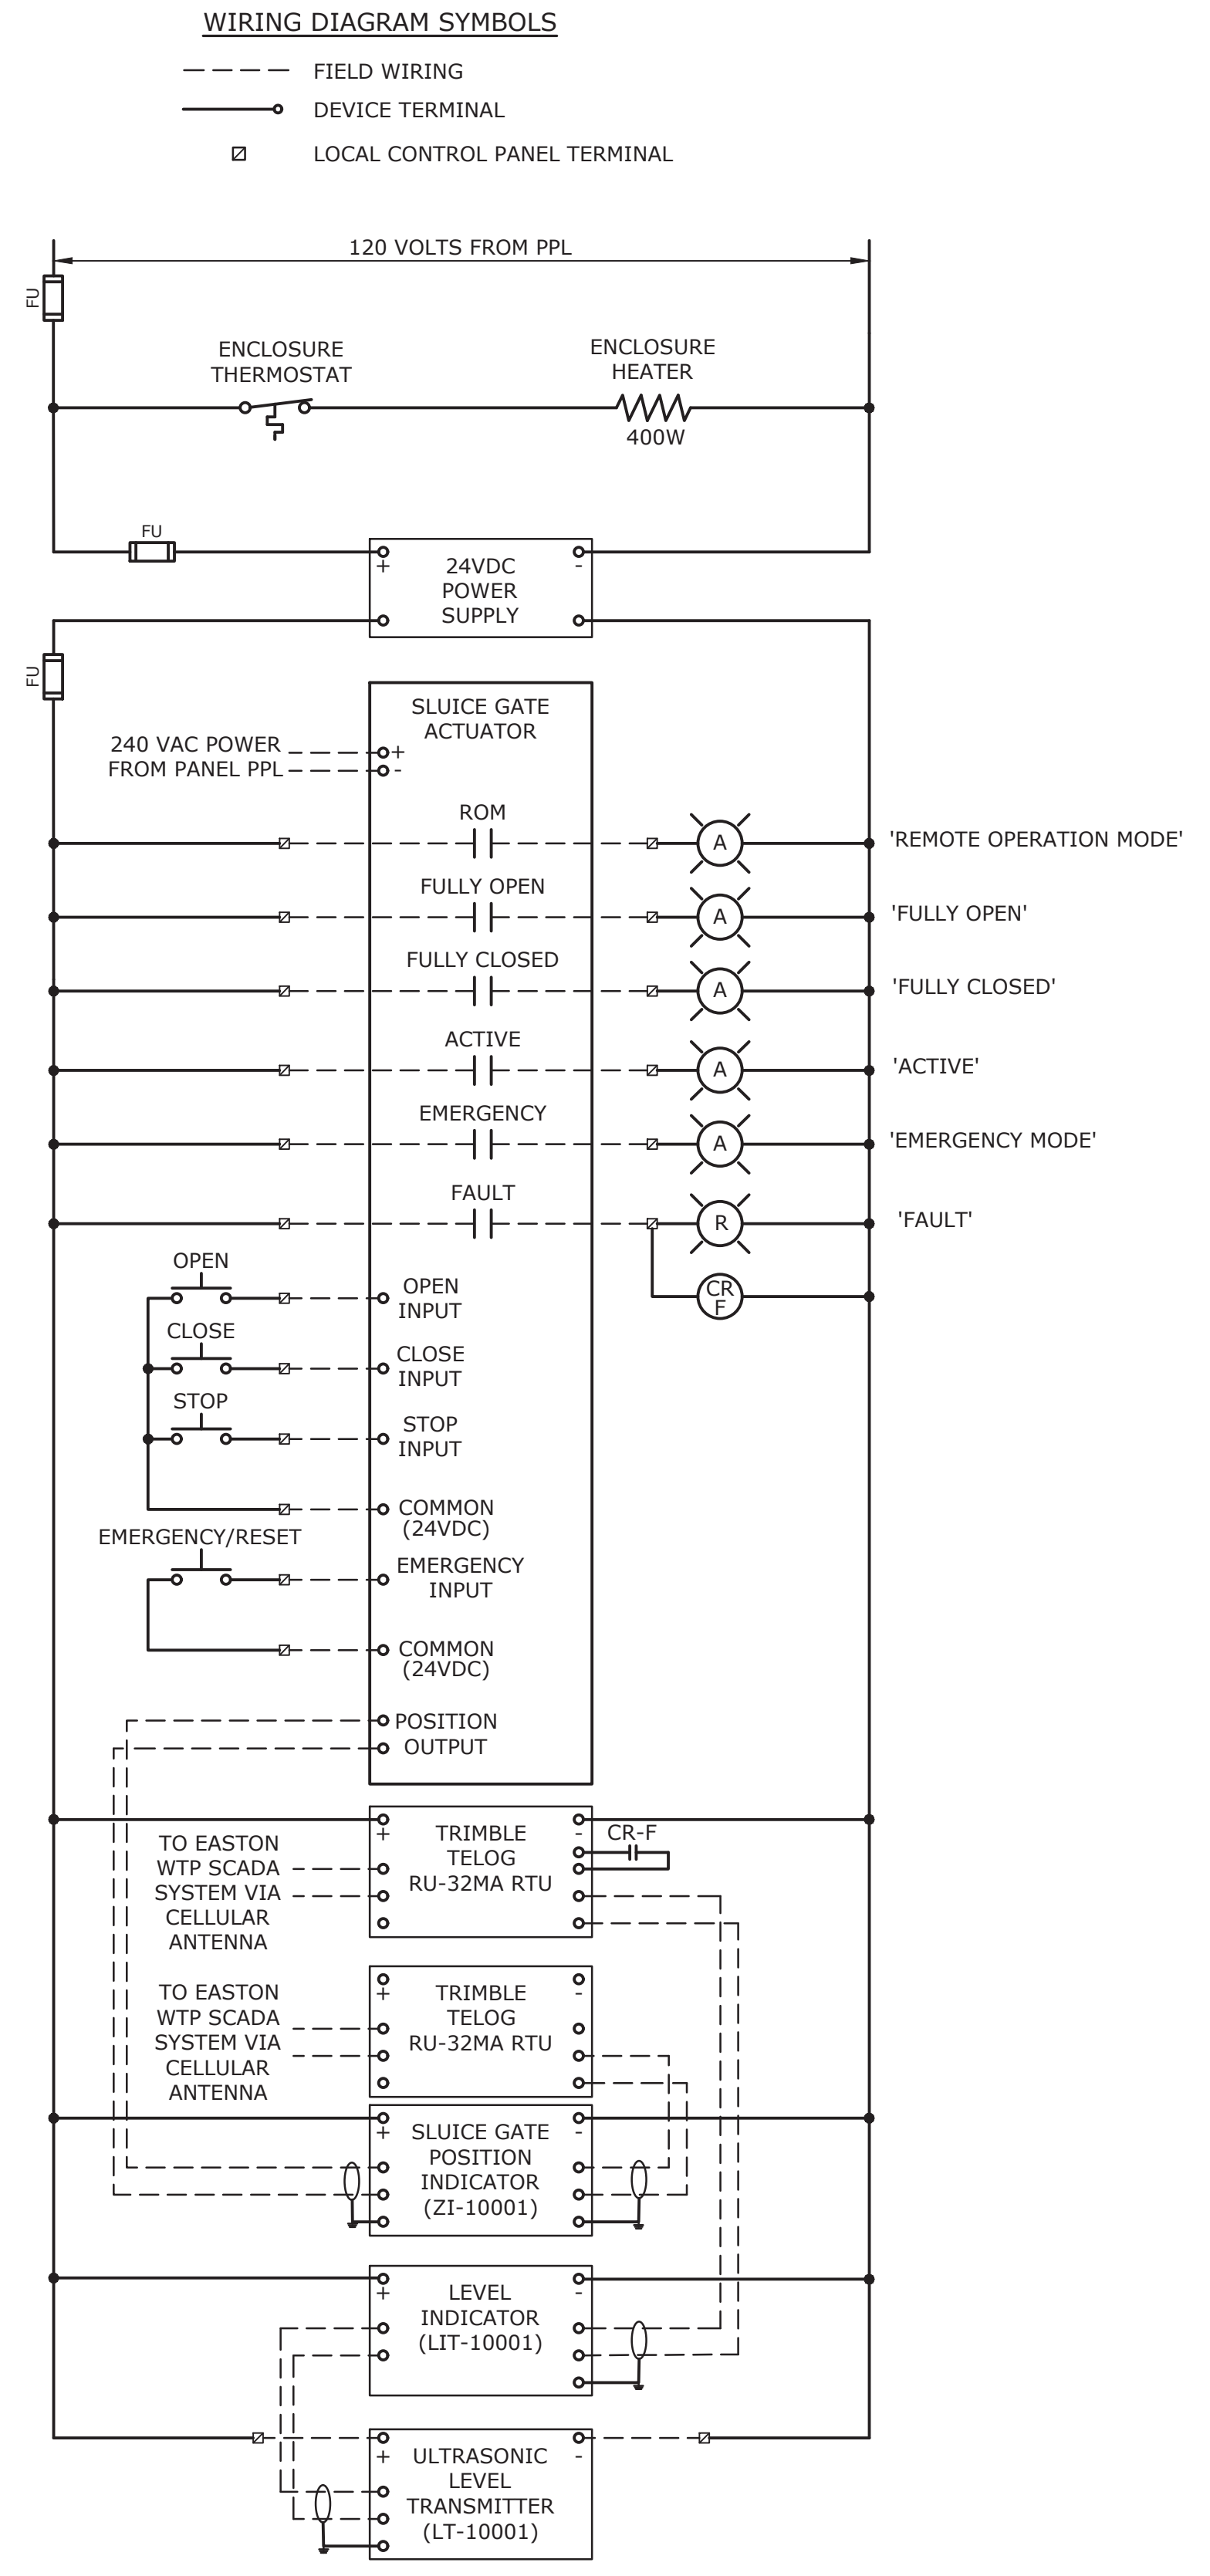 WIRING DIAGRAM SYMBOLS
FIELD WIRING
DEVICE TERMINAL
LOCAL CONTROL PANEL TERMINAL
120 VOLTS FROM PPL
FU
ENCLOSURE
THERMOSTAT
ENCLOSURE
HEATER
400W
FU
+
-
24VDC
POWER
SUPPLY
FU
SLUICE GATE
ACTUATOR
240 VAC POWER
FROM PANEL PPL
+
-
ROM
A
'REMOTE OPERATION MODE'
FULLY OPEN
A
'FULLY OPEN'
FULLY CLOSED
A
'FULLY CLOSED'
ACTIVE
A
'ACTIVE'
EMERGENCY
A
'EMERGENCY MODE'
FAULT
R
'FAULT'
CR
F
OPEN
OPEN
INPUT
CLOSE
CLOSE
INPUT
STOP
STOP
INPUT
COMMON
(24VDC)
EMERGENCY/RESET
EMERGENCY
INPUT
COMMON
(24VDC)
POSITION
OUTPUT
TO EASTON
WTP SCADA
SYSTEM VIA
CELLULAR
ANTENNA
+
-
TRIMBLE
TELOG
RU-32MA RTU
CR-F
TO EASTON
WTP SCADA
SYSTEM VIA
CELLULAR
ANTENNA
+
-
TRIMBLE
TELOG
RU-32MA RTU
+
-
SLUICE GATE
POSITION
INDICATOR
(ZI-10001)
+
-
LEVEL
INDICATOR
(LIT-10001)
+
-
ULTRASONIC
LEVEL
TRANSMITTER
(LT-10001)